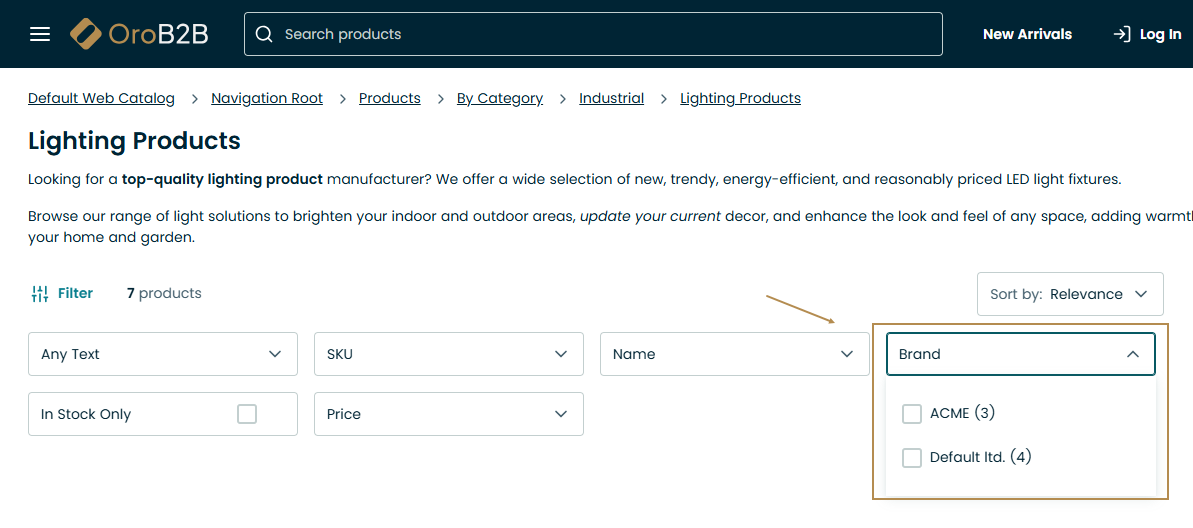 OroB2B
Search products
New Arrivals
Log In
Default Web Catalog > Navigation Root > Products > By Category > Industrial > Lighting Products
Lighting Products
Looking for a top-quality lighting product manufacturer? We offer a wide selection of new, trendy, energy-efficient, and reasonably priced LED light fixtures.
Browse our range of light solutions to brighten your indoor and outdoor areas, update your current decor, and enhance the look and feel of any space, adding warmt
your home and garden.
Filter
7 products
Sort by: Relevance
Any Text
SKU
Name
Brand
In Stock Only
Price
ACME (3)
Default ltd. (4)